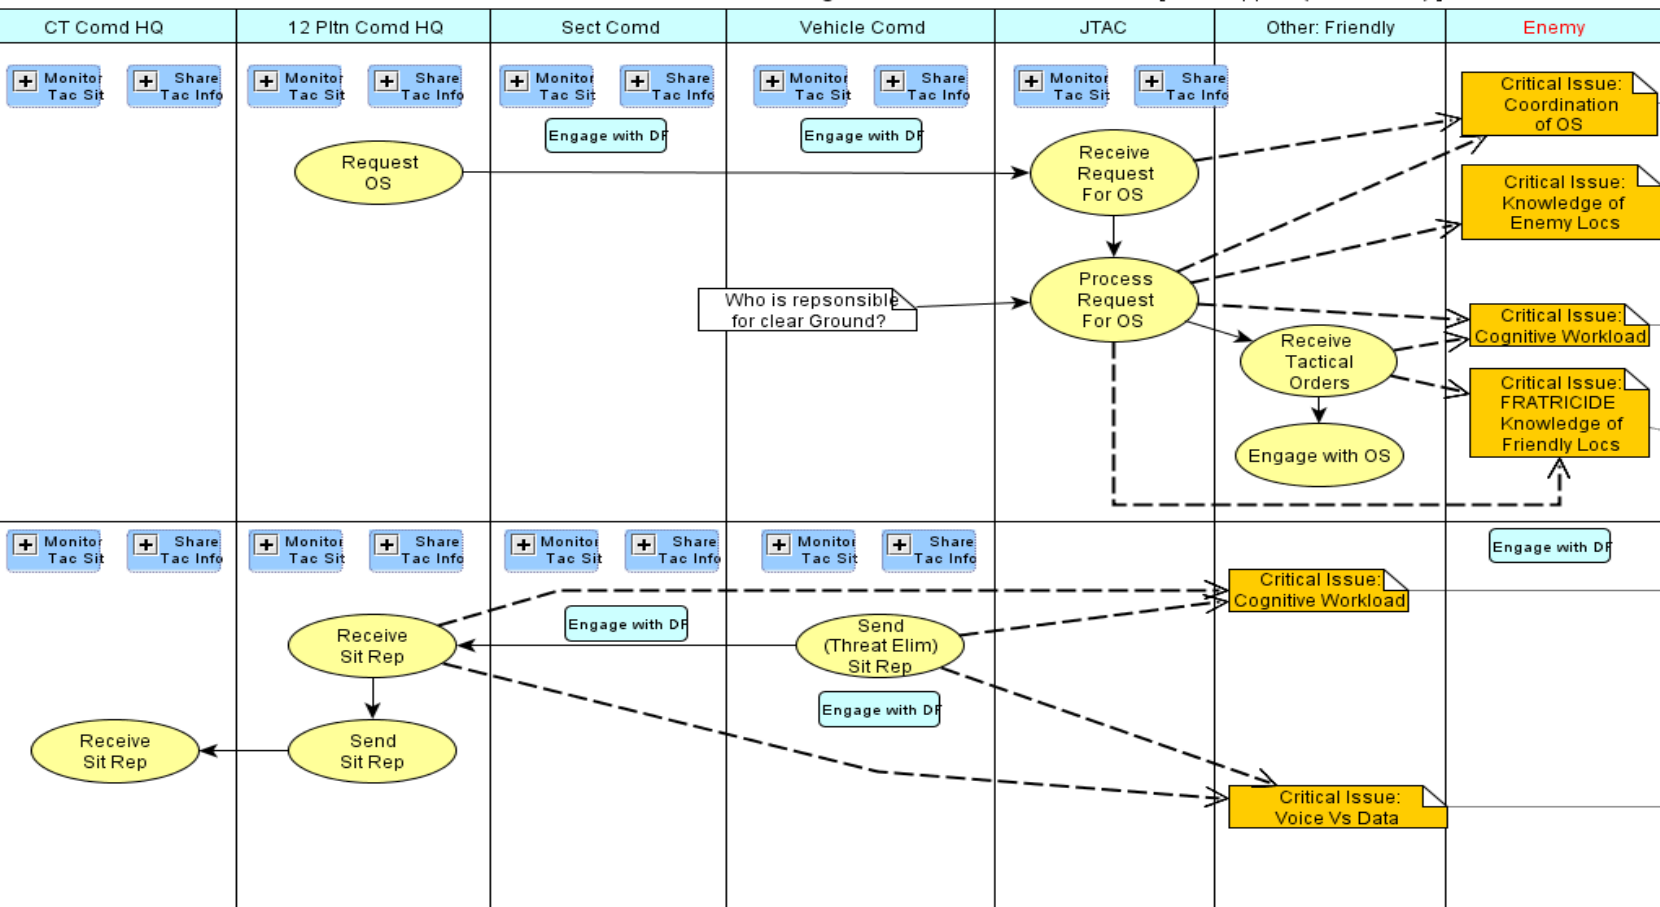 CT Comd HQ
12 Pltn Comd HQ
Sect Comd
Vehicle Comd
JTAC
Other: Friendly
Enemy
Monitor
Tac Sit
Share
Tac Info
Monitor
Tac Sit
Share
Tac Info
Monitor
Tac Sit
Share
Tac Info
Monitor
Tac Sit
Share
Tac Info
Monitor
Tac Sit
Share
Tac Info
Critical Issue:
Coordination
of OS
Engage with DF
Engage with DF
Request
OS
Receive
Request
For OS
Critical Issue:
Knowledge of
Enemy Locs
Process
Request
For OS
Who is repsonsible
for clear Ground?
Critical Issue:
Cognitive Workload
Receive
Tactical
Orders
Critical Issue:
FRATRICIDE
Knowledge of
Friendly Locs
Engage with OS
Monitor
Tac Sit
Share
Tac Info
Monitor
Tac Sit
Share
Tac Info
Monitor
Tac Sit
Share
Tac Info
Monitor
Tac Sit
Share
Tac Info
Engage with DF
Critical Issue:
Cognitive Workload
Engage with DF
Receive
Sit Rep
Send
(Threat Elim)
Sit Rep
Engage with DF
Receive
Sit Rep
Send
Sit Rep
Critical Issue:
Voice Vs Data